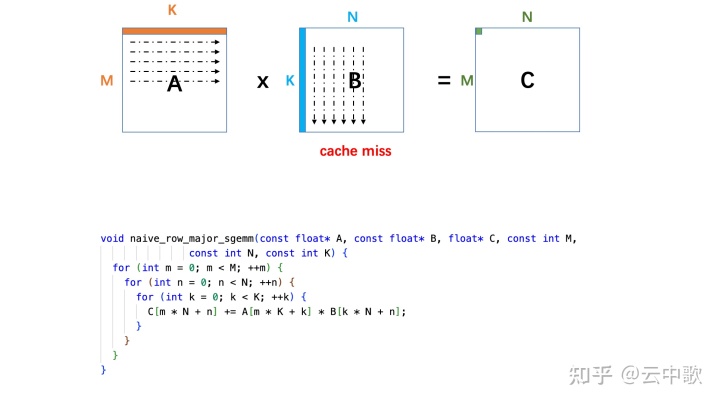 K
N
N
M
A
x
K
B
=
M
C
cache miss
void naive_row_major_sgemm(const float* A, const float* B, float* C, const int M,
const int N, const int K) {
for (int m = 0; m < M; ++m) {
for (int n = 0; n < N; ++n) {
for (int k = 0; k < K; ++k) {
C[m * N + n] += A[m * K + k] * B[k * N + n];
}
}
}
}
知乎 @云中歌